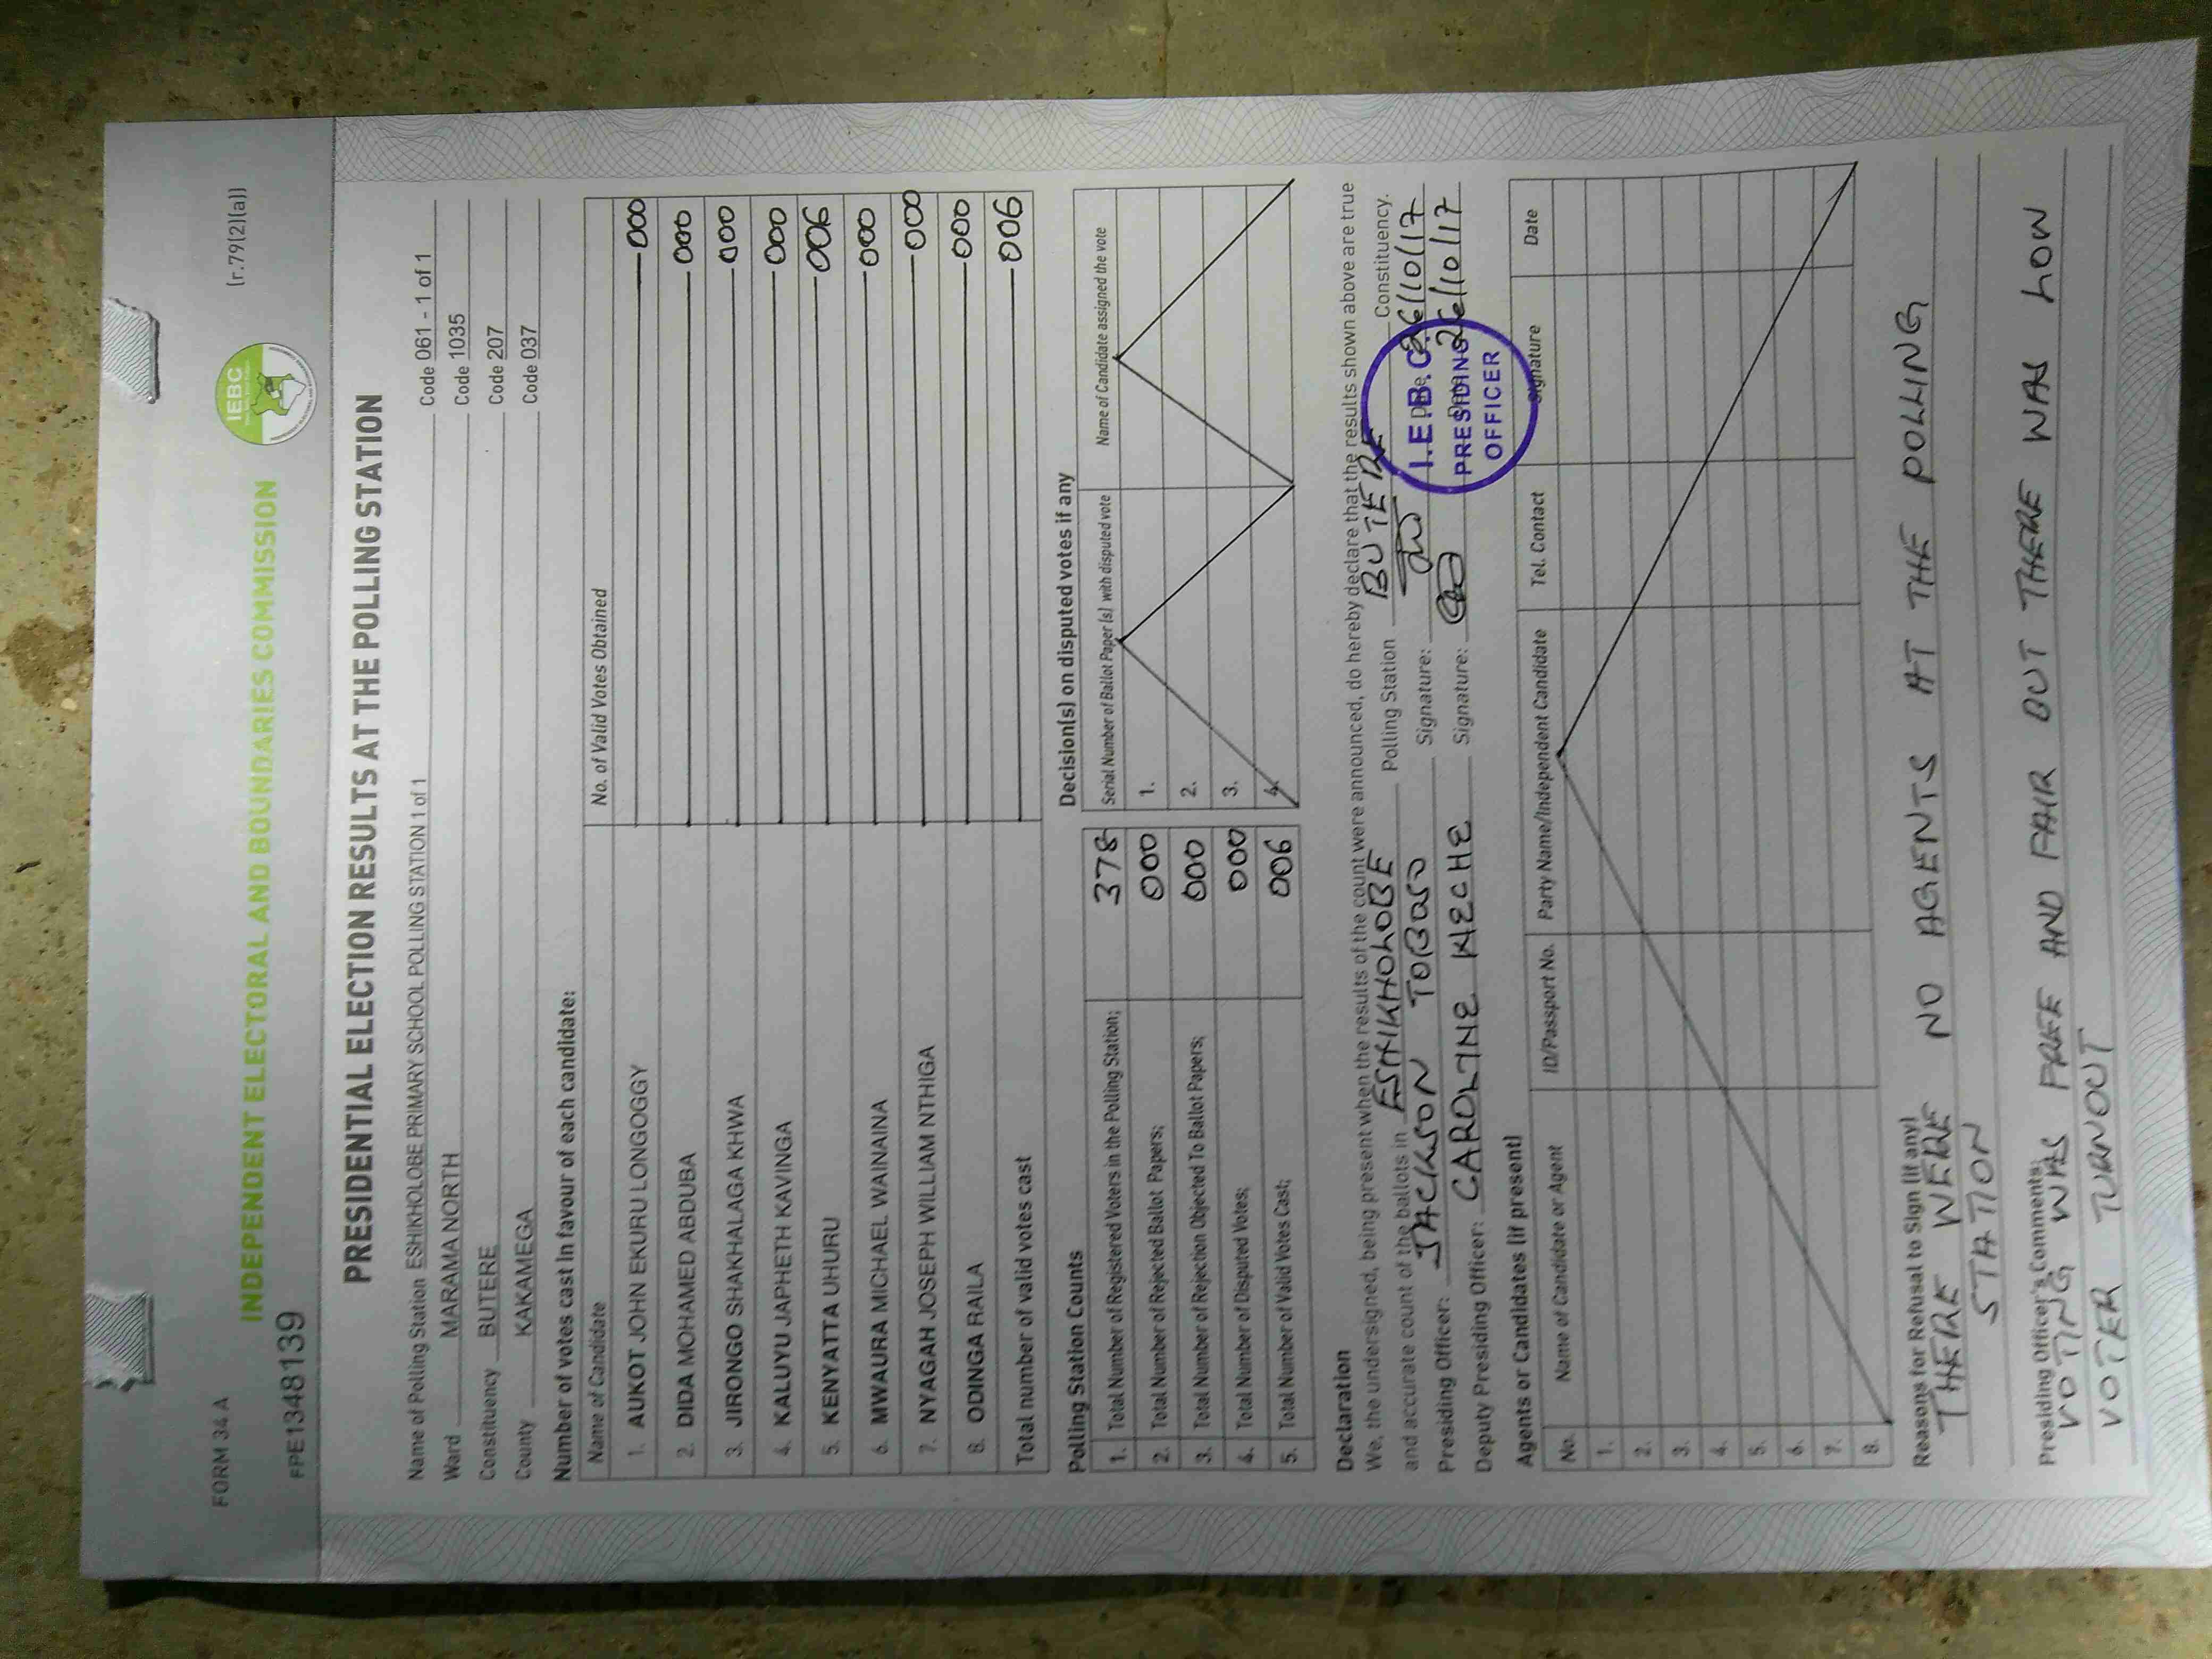 FORM 34A
[r.79(2)(a)]
IEBC
INDEPENDENT ELECTORAL AND BOUNDARIES COMMISSION
FPE1348139
PRESIDENTIAL ELECTION RESULTS AT THE POLLING STATION
Name of Polling Station ESHIKHOLOBE PRIMARY SCHOOL POLLING STATION 1 of 1 Code 061 - 1 of 1
Ward MARAMA NORTH Code 1035
Constituency BUTERE Code 207
County KAKAMEGA Code 037
Number of votes cast In favour of each candidate:
Name of Candidate No. of Valid Votes Obtained
1. AUKOT JOHN EKURU LONGOGGY 000
2. DIDA MOHAMED ABDUBA 000
3. JIRONGO SHAKHALAGA KHWA 000
4. KALUYU JAPHETH KAVINGA 000
5. KENYATTA UHURU 006
6. MWAURA MICHAEL WAINAINA 000
7. NYAGAH JOSEPH WILLIAM NTHIGA 000
8. ODINGA RAILA 000
Total number of valid votes cast 006
Polling Station Counts
1. Total Number of Registered Voters in the Polling Station; 378
2. Total Number of Rejected Ballot Papers; 000
3. Total Number of Rejection Objected To Ballot Papers; 000
4. Total Number of Disputed Votes; 000
5. Total Number of Valid Votes Cast; 006
Decision(s) on disputed votes if any
Serial Number of Ballot Paper (s) with disputed vote Name of Candidate assigned the vote
1.
2.
3.
4.
Declaration
We, the undersigned, being present when the results of the count were announced, do hereby declare that the results shown above are true
and accurate count of the ballots in ESHIKHOLOBE Polling Station BUTERE Constituency.
Presiding Officer: JACKSON TOBASO Signature: Date 26/10/17
Deputy Presiding Officer: CAROLINE WECHE Signature: 26/10/17
I.E.B.C.
PRESIDING
OFFICER
Agents or Candidates (if present)
No. Name of Candidate or Agent ID/Passport No. Party Name/Independent Candidate Tel. Contact Signature Date
1.
2.
3.
4.
5.
6.
7.
8.
Reasons for Refusal to Sign (if any)
THERE WERE NO AGENTS AT THE POLLING
STATION
Presiding Officer's Comments;
VOTING WAS FREE AND FAIR BUT THERE WAS LOW
VOTER TURNOUT